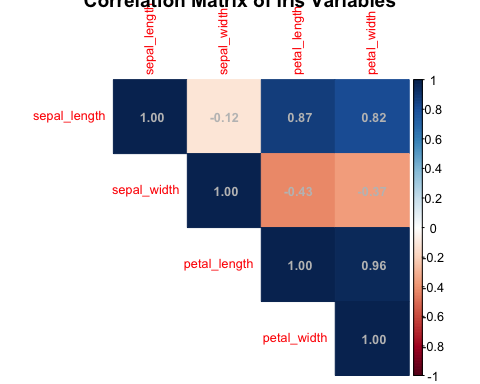 Correlation Matrix of Iris Variables
sepal_length sepal_width petal_length petal_width
sepal_length 1.00 -0.12 0.87 0.82
sepal_width 1.00 -0.43
petal_length 1.00 0.96
petal_width 1.00
1
0.8
0.6
0.4
0.2
0
-0.2
-0.4
-0.6
-0.8
-1